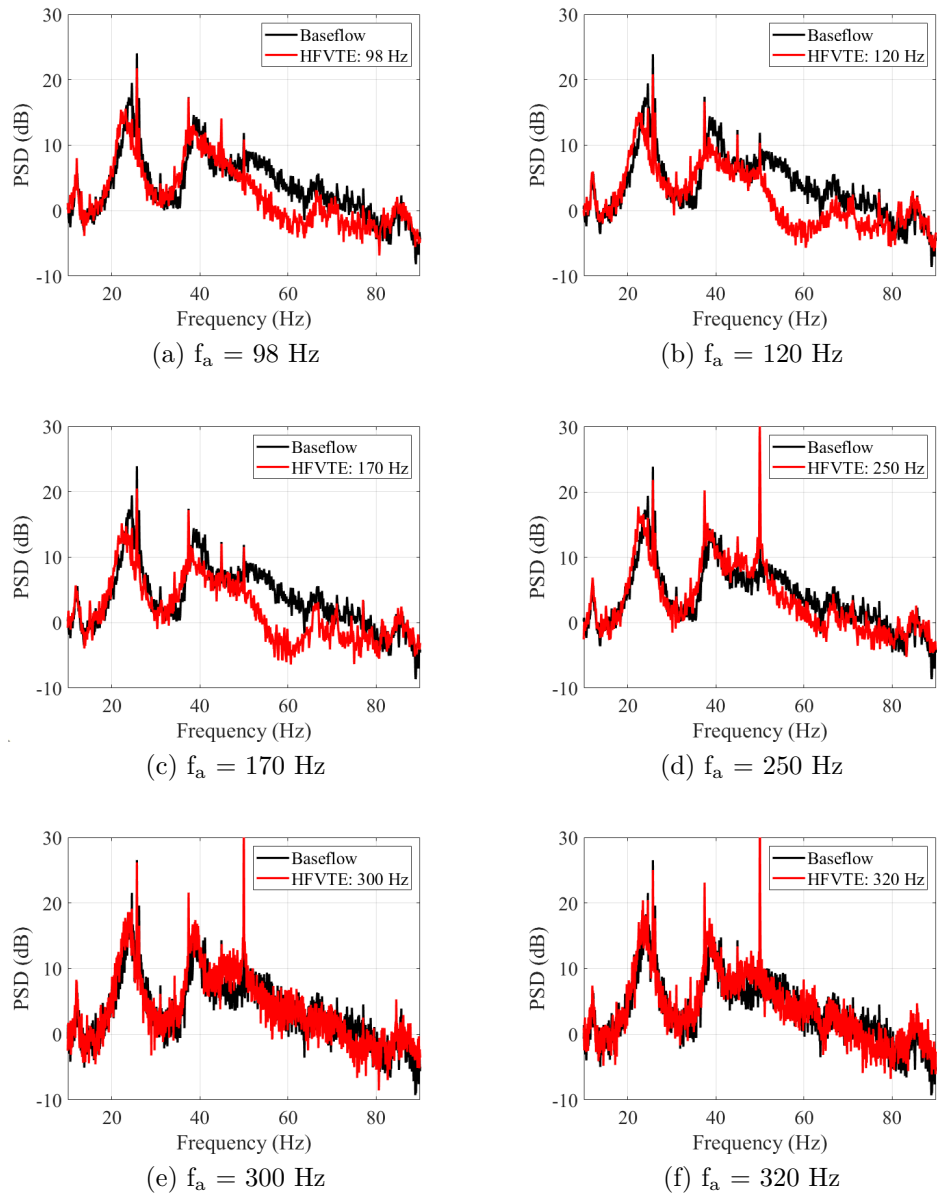 30
20
10
0
-10
PSD (dB)
Baseflow
HFVTE: 98 Hz
20 40 60 80
Frequency (Hz)
(a) fₐ = 98 Hz
30
20
10
0
-10
PSD (dB)
Baseflow
HFVTE: 120 Hz
20 40 60 80
Frequency (Hz)
(b) fₐ = 120 Hz
30
20
10
0
-10
PSD (dB)
Baseflow
HFVTE: 170 Hz
20 40 60 80
Frequency (Hz)
(c) fₐ = 170 Hz
30
20
10
0
-10
PSD (dB)
Baseflow
HFVTE: 250 Hz
20 40 60 80
Frequency (Hz)
(d) fₐ = 250 Hz
30
20
10
0
-10
PSD (dB)
Baseflow
HFVTE: 300 Hz
20 40 60 80
Frequency (Hz)
(e) fₐ = 300 Hz
30
20
10
0
-10
PSD (dB)
Baseflow
HFVTE: 320 Hz
20 40 60 80
Frequency (Hz)
(f) fₐ = 320 Hz